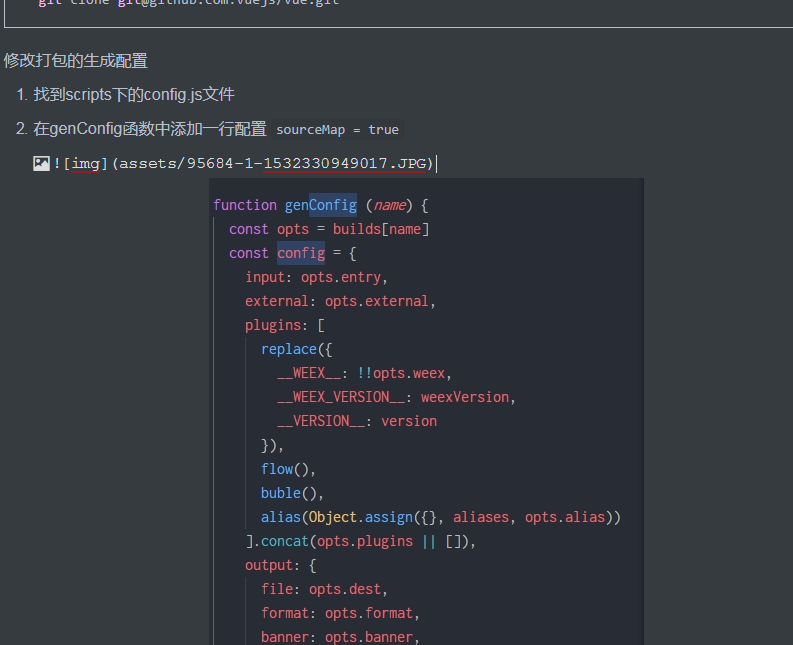 git clone git@github.com:vuejs/vue.git
修改打包的生成配置
1. 找到scripts下的config.js文件
2. 在genConfig函数中添加一行配置 sourceMap = true
![img](assets/95684-1-1532330949017.JPG)
function genConfig (name) {
const opts = builds[name]
const config = {
input: opts.entry,
external: opts.external,
plugins: [
replace({
__WEEX__: !!opts.weex,
__WEEX_VERSION__: weexVersion,
__VERSION__: version
}),
flow(),
buble(),
alias(Object.assign({}, aliases, opts.alias))
].concat(opts.plugins || []),
output: {
file: opts.dest,
format: opts.format,
banner: opts.banner,